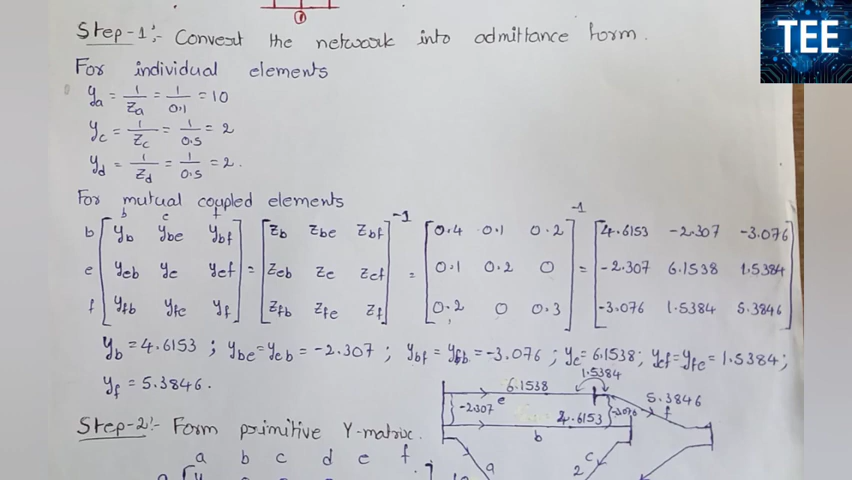 ①
TEE
Step-1:- Convert the network into admittance form.
For individual elements
ya = 1/Za = 1/0.1 = 10
yc = 1/Zc = 1/0.5 = 2
yd = 1/Zd = 1/0.5 = 2.
For mutual coupled elements
b e f -1 -1
b [yb ybe ybf] = [Zb Zbe Zbf] = [0.4 0.1 0.2] = [4.6153 -2.307 -3.076]
e [yeb ye yef] [Zeb Ze Zef] [0.1 0.2 0] [-2.307 6.1538 1.5384]
f [yfb yfe yf] [Zfb Zfe Zf] [0.2 0 0.3] [-3.076 1.5384 5.3846]
yb = 4.6153 ; ybe = yeb = -2.307 ; ybf = yfb = -3.076 ; ye = 6.1538 ; yef = yfe = 1.5384 ;
yf = 5.3846.
1.5384
6.1538
e
5.3846
f
-2.307
4.6153
-3.076
b
Step-2:- Form primitive Y-matrix.
a b c d e f
a
c
2